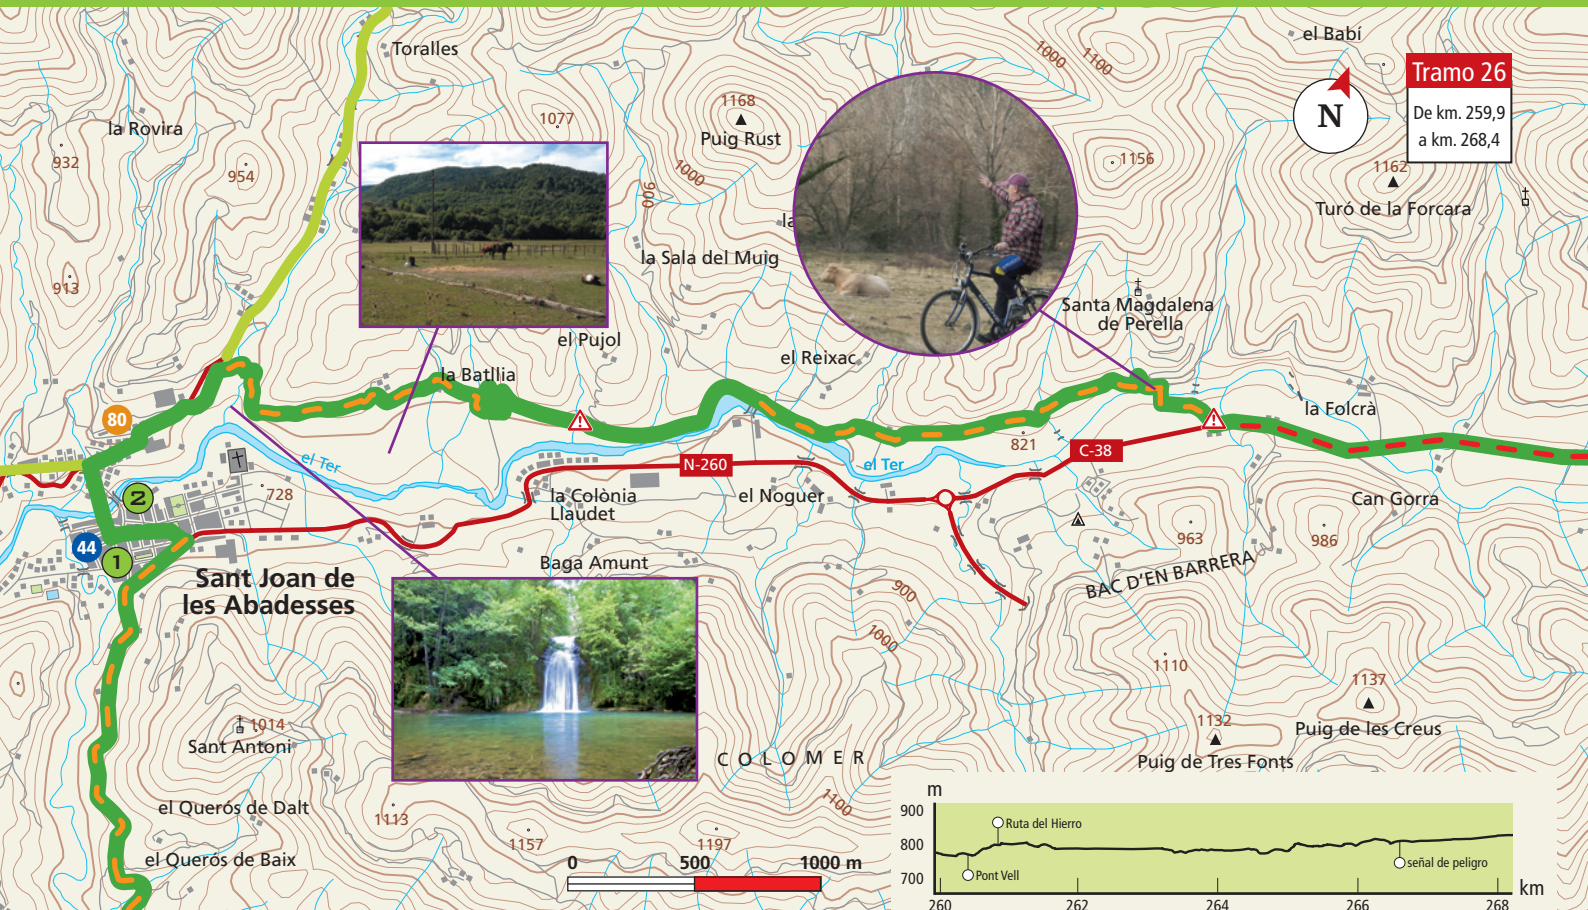 Toralles
el Babí
1000
1100
Tramo 26
De km. 259,9
a km. 268,4
N
la Rovira
1077
1168
Puig Rust
932
954
1000
900
1156
1162
Turó de la Forcara
la
la Sala del Muig
913
Santa Magdalena
de Perella
el Pujol
el Reixac
la Batllia
80
la Folcrà
821
C-38
el Ter
N-260
el Ter
2
728
la Colònia
Llaudet
el Noguer
Can Gorra
44
1
963
986
Baga Amunt
Sant Joan de
les Abadesses
BAC D'EN BARRERA
900
1000
1110
1137
1014
Sant Antoni
1132
Puig de les Creus
COLOMER
Puig de Tres Fonts
el Querós de Dalt
1113
1100
1157
1197
el Querós de Baix
0 500 1000 m
m
900
800
700
Ruta del Hierro
Pont Vell
señal de peligro
km
260 262 264 266 268